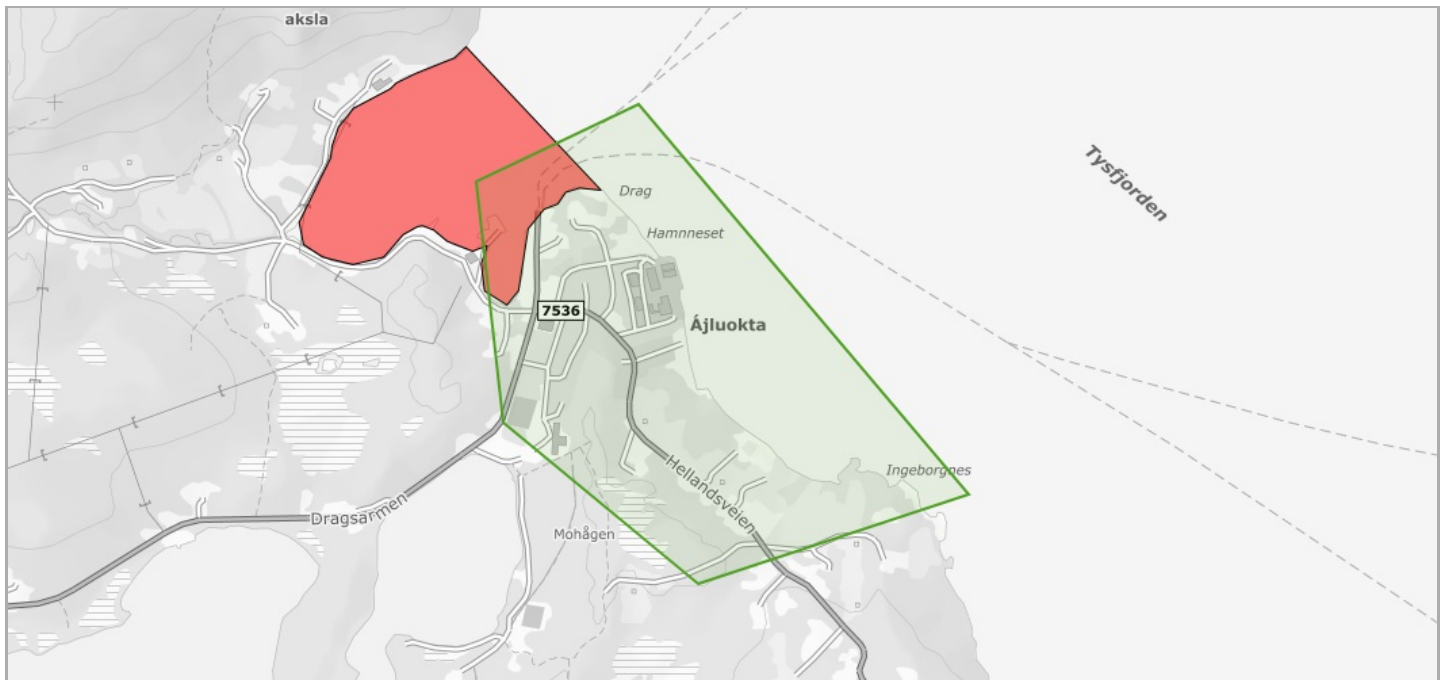 aksla
Tysfjorden
Drag
Hamnneset
7536
Ájluokta
Ingeborgnes
Hellandsveien
Dragsarmen
Mohågen